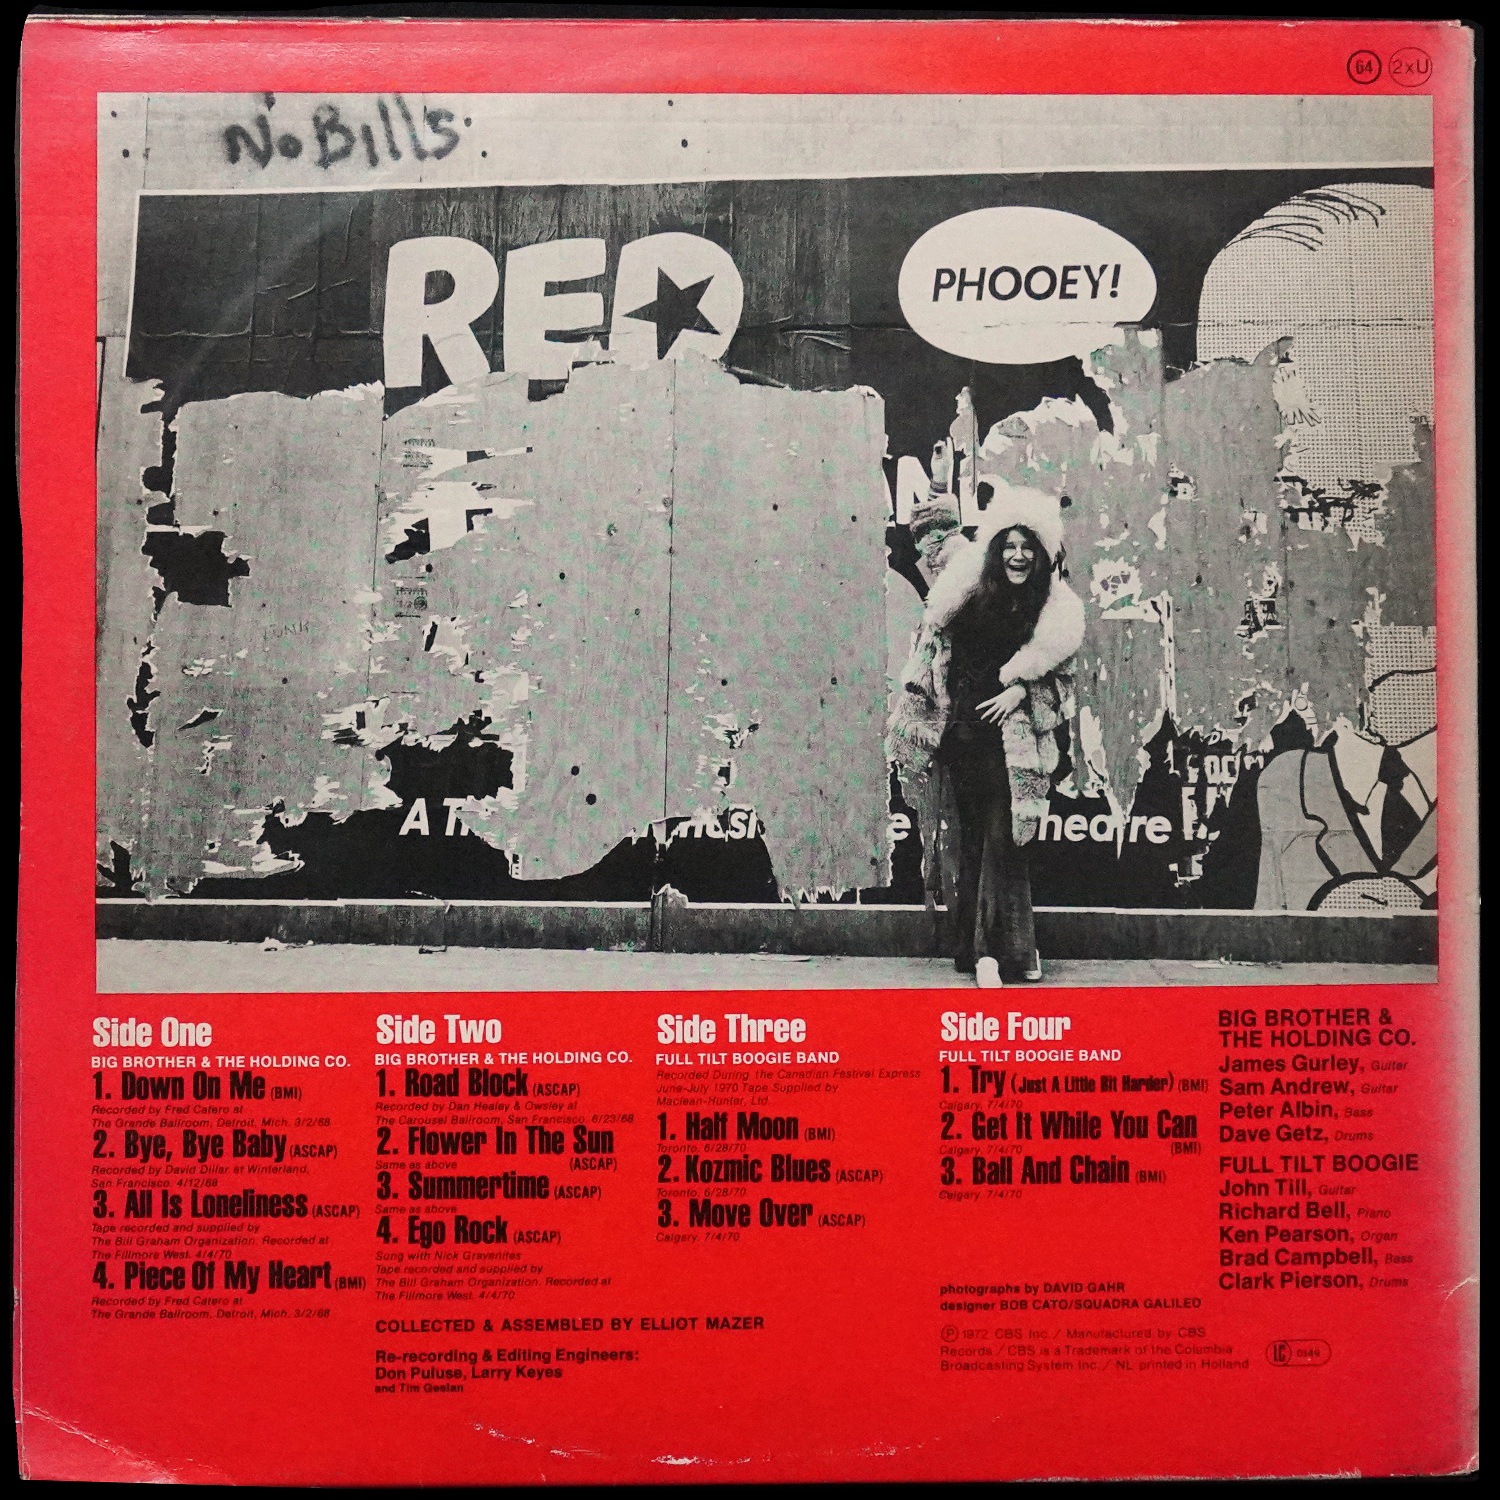 64 2xU
No Bills
RED
PHOOEY!
AND
A Th
e
heatre
Side One
BIG BROTHER & THE HOLDING CO.
1. Down On Me (BMI)
Recorded by Fred Catero at
The Grande Ballroom, Detroit, Mich. 3/2/68
2. Bye, Bye Baby (ASCAP)
Recorded by David Diller at Winterland,
San Francisco. 4/12/68
3. All Is Loneliness (ASCAP)
Tape recorded and supplied by
The Bill Graham Organization. Recorded at
The Fillmore West. 4/4/70
4. Piece Of My Heart (BMI)
Recorded by Fred Catero at
The Grande Ballroom, Detroit, Mich. 3/2/68
Side Two
BIG BROTHER & THE HOLDING CO.
1. Road Block (ASCAP)
Recorded by Dan Healey & Owsley at
The Carousel Ballroom, San Francisco. 6/23/68
2. Flower In The Sun
Same as above (ASCAP)
3. Summertime (ASCAP)
Same as above
4. Ego Rock (ASCAP)
Sung with Nick Gravenites
Tape recorded and supplied by
The Bill Graham Organization. Recorded at
The Fillmore West. 4/4/70
COLLECTED & ASSEMBLED BY ELLIOT MAZER
Re-recording & Editing Engineers:
Don Puluse, Larry Keyes
and Tim Geelan
Side Three
FULL TILT BOOGIE BAND
Recorded During the Canadian Festival Express
June-July 1970 Tape Supplied by
Maclean-Hunter, Ltd.
1. Half Moon (BMI)
Toronto. 6/28/70
2. Kozmic Blues (ASCAP)
Toronto. 6/28/70
3. Move Over (ASCAP)
Calgary. 7/4/70
Side Four
FULL TILT BOOGIE BAND
1. Try (Just A Little Bit Harder) (BMI)
Calgary. 7/4/70
2. Get It While You Can
Calgary. 7/4/70 (BMI)
3. Ball And Chain (BMI)
Calgary. 7/4/70
photographs by DAVID GAHR
designer BOB CATO/SQUADRA GALILEO
Ⓟ 1972 CBS Inc. / Manufactured by CBS
Records / CBS is a Trademark of the Columbia
Broadcasting System Inc. / NL printed in Holland
LC 0149
BIG BROTHER &
THE HOLDING CO.
James Gurley, Guitar
Sam Andrew, Guitar
Peter Albin, Bass
Dave Getz, Drums
FULL TILT BOOGIE
John Till, Guitar
Richard Bell, Piano
Ken Pearson, Organ
Brad Campbell, Bass
Clark Pierson, Drums